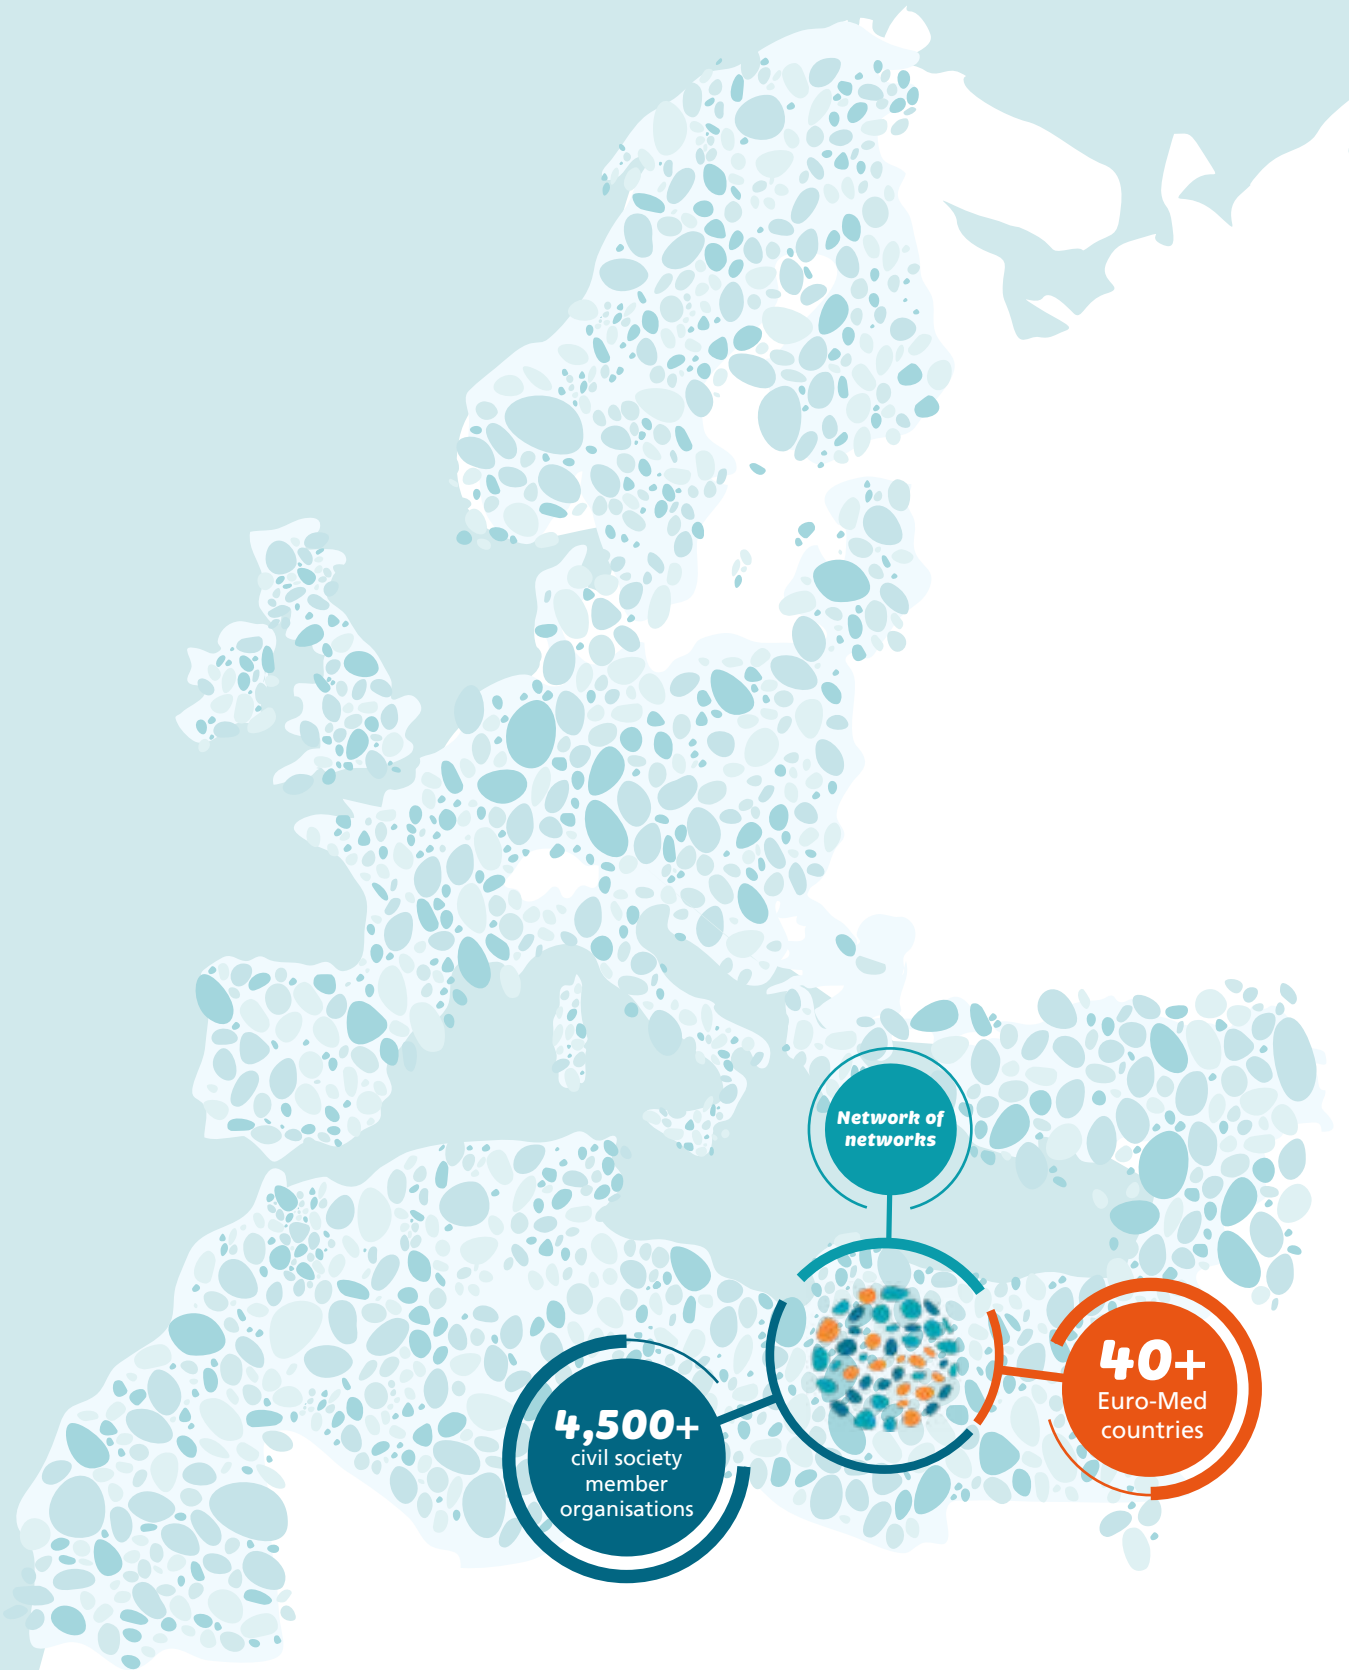 Network of
networks
4,500+
civil society
member
organisations
40+
Euro-Med
countries